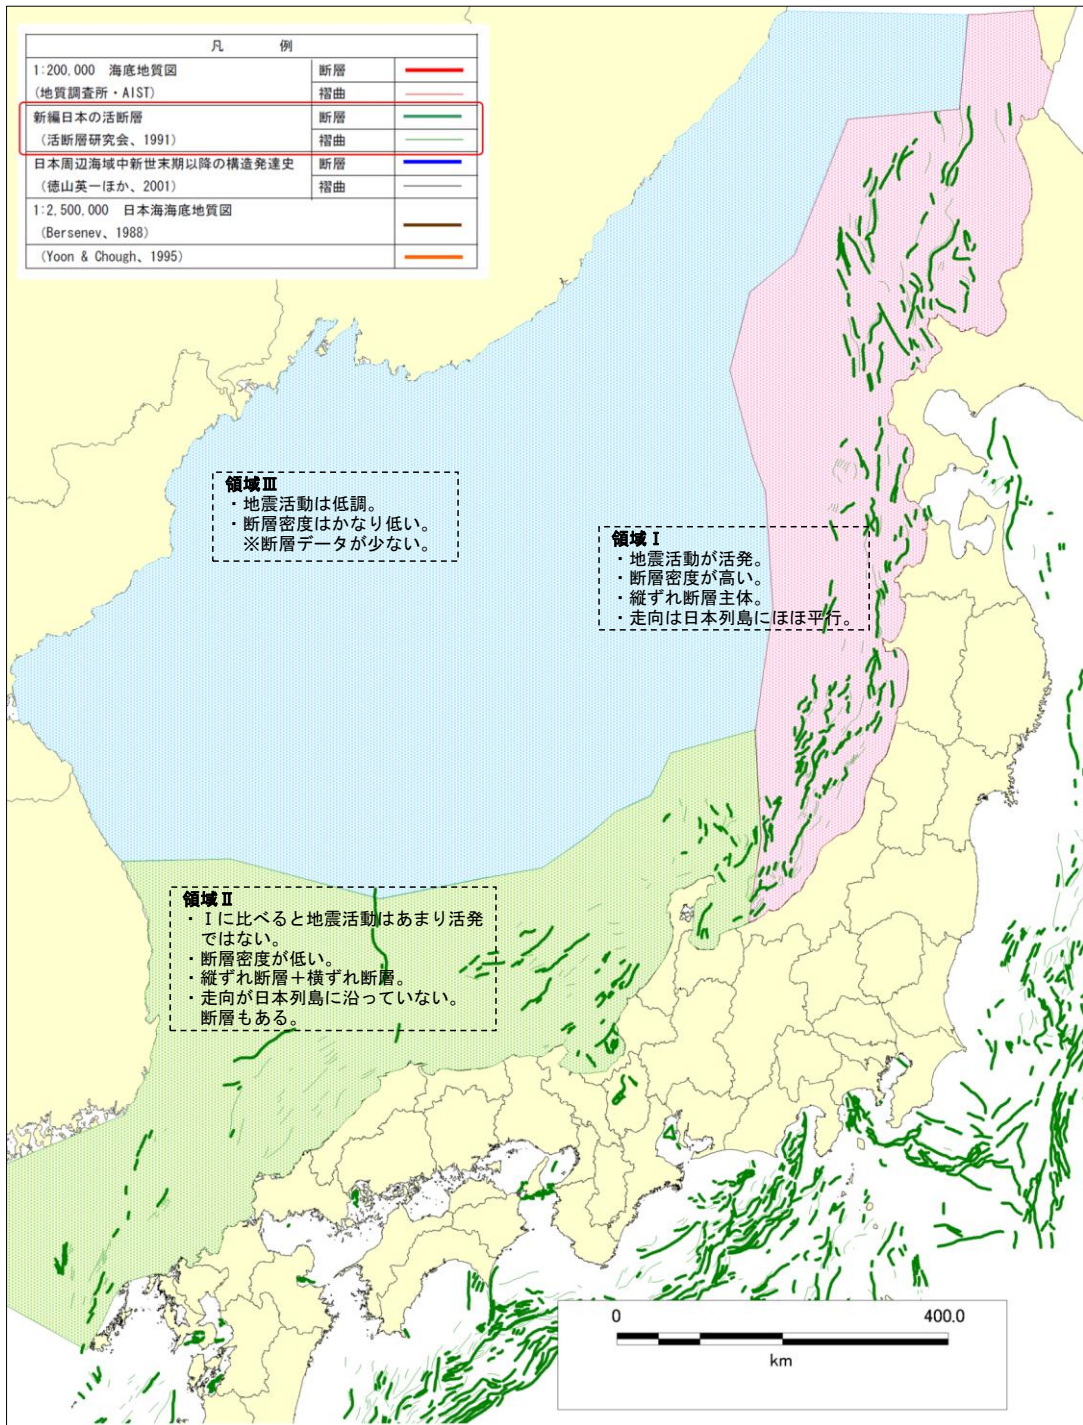 凡　例
1:200,000　海底地質図
(地質調査所・AIST)
断層
褶曲
新編日本の活断層
(活断層研究会、1991)
断層
褶曲
日本周辺海域中新世末期以降の構造発達史
(徳山英一ほか、2001)
断層
褶曲
1:2,500,000　日本海海底地質図
(Bersenev、1988)
(Yoon & Chough、1995)
領域Ⅲ
・地震活動は低調。
・断層密度はかなり低い。
※断層データが少ない。
領域Ⅰ
・地震活動が活発。
・断層密度が高い。
・縦ずれ断層主体。
・走向は日本列島にほぼ平行。
領域Ⅱ
・Ⅰに比べると地震活動はあまり活発
ではない。
・断層密度が低い。
・縦ずれ断層＋横ずれ断層。
・走向が日本列島に沿っていない。
断層もある。
0 400.0
km